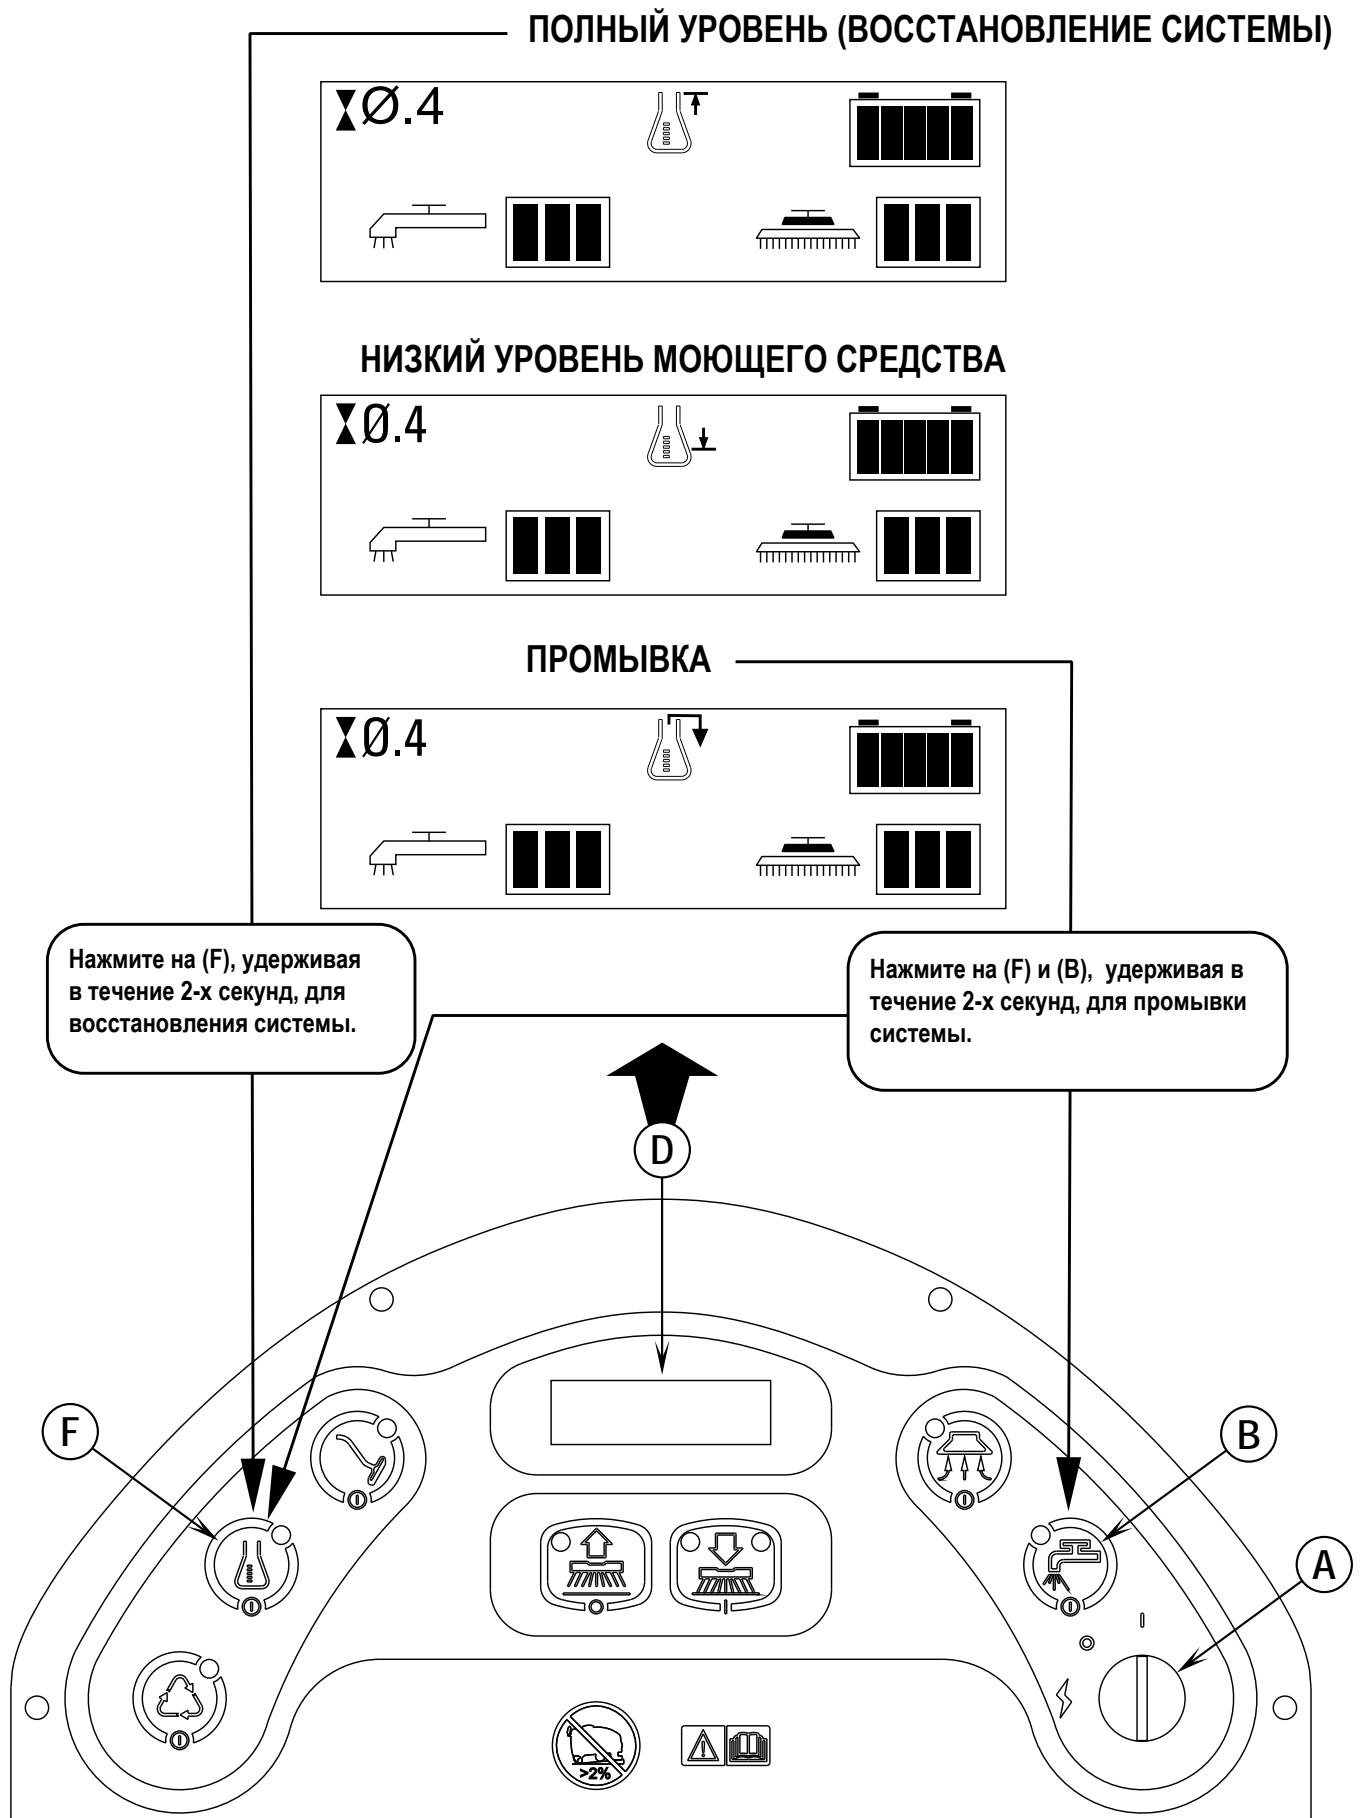 ПОЛНЫЙ УРОВЕНЬ (ВОССТАНОВЛЕНИЕ СИСТЕМЫ)
Ø.4
НИЗКИЙ УРОВЕНЬ МОЮЩЕГО СРЕДСТВА
Ø.4
ПРОМЫВКА
Ø.4
Нажмите на (F), удерживая
в течение 2-х секунд, для
восстановления системы.
Нажмите на (F) и (B), удерживая в
течение 2-х секунд, для промывки
системы.
D
F
B
A
>2%